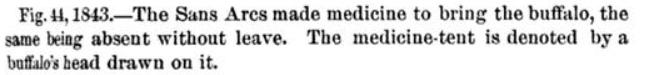 Fig. 44, 1843.—The Sans Arcs made medicine to bring the buffalo, the
same being absent without leave. The medicine-tent is denoted by a
buffalo's head drawn on it.